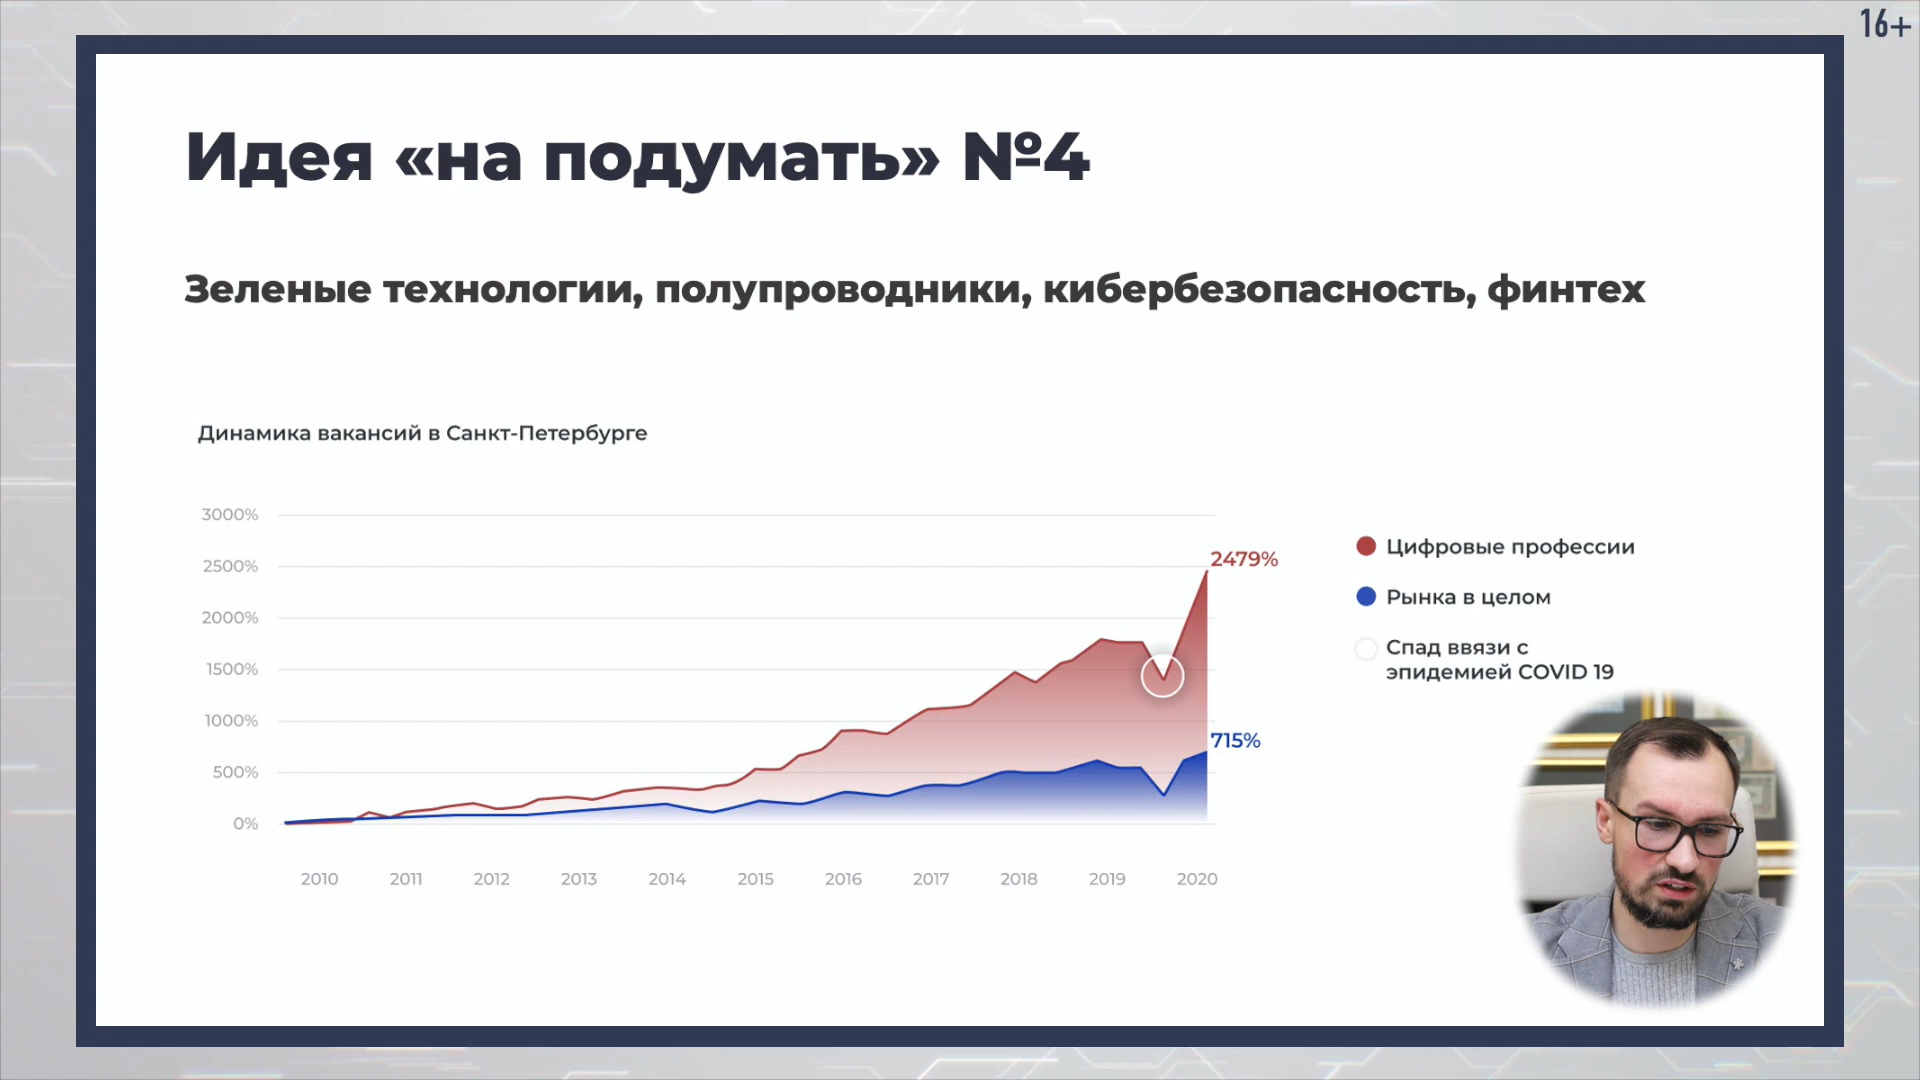 16+
Идея «на подумать» №4
Зеленые технологии, полупроводники, кибербезопасность, финтех
Динамика вакансий в Санкт-Петербурге
3000%
2500%
2000%
1500%
1000%
500%
0%
2479%
715%
2010 2011 2012 2013 2014 2015 2016 2017 2018 2019 2020
Цифровые профессии
Рынка в целом
Спад ввязи с
эпидемией COVID 19